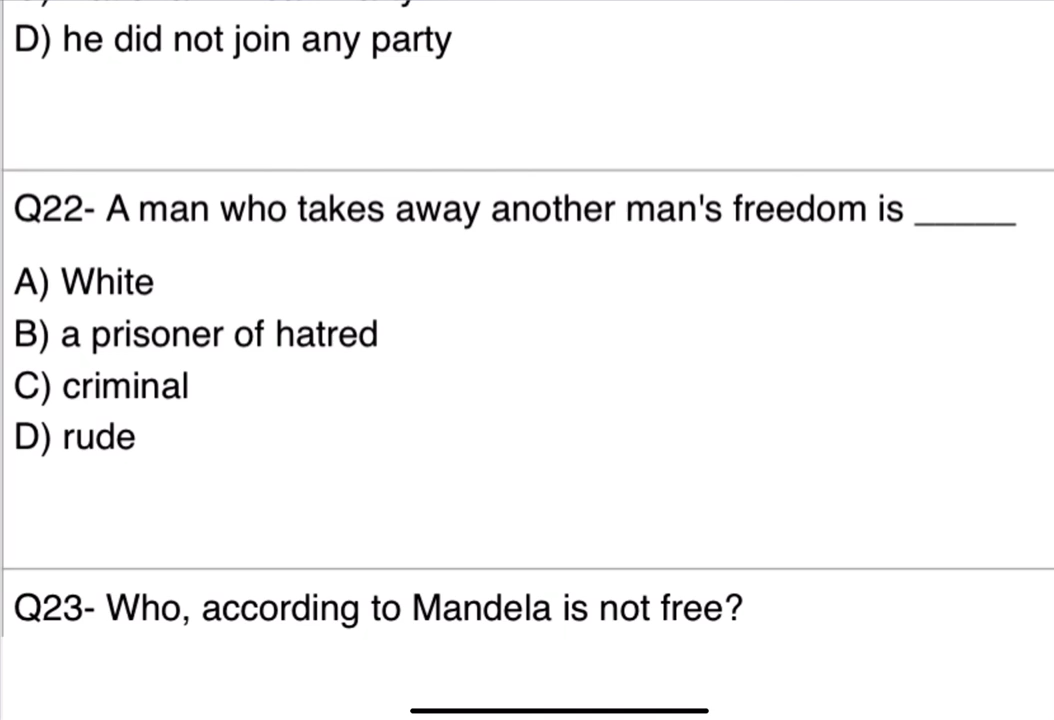 D) he did not join any party
Q22- A man who takes away another man's freedom is _____
A) White
B) a prisoner of hatred
C) criminal
D) rude
Q23- Who, according to Mandela is not free?